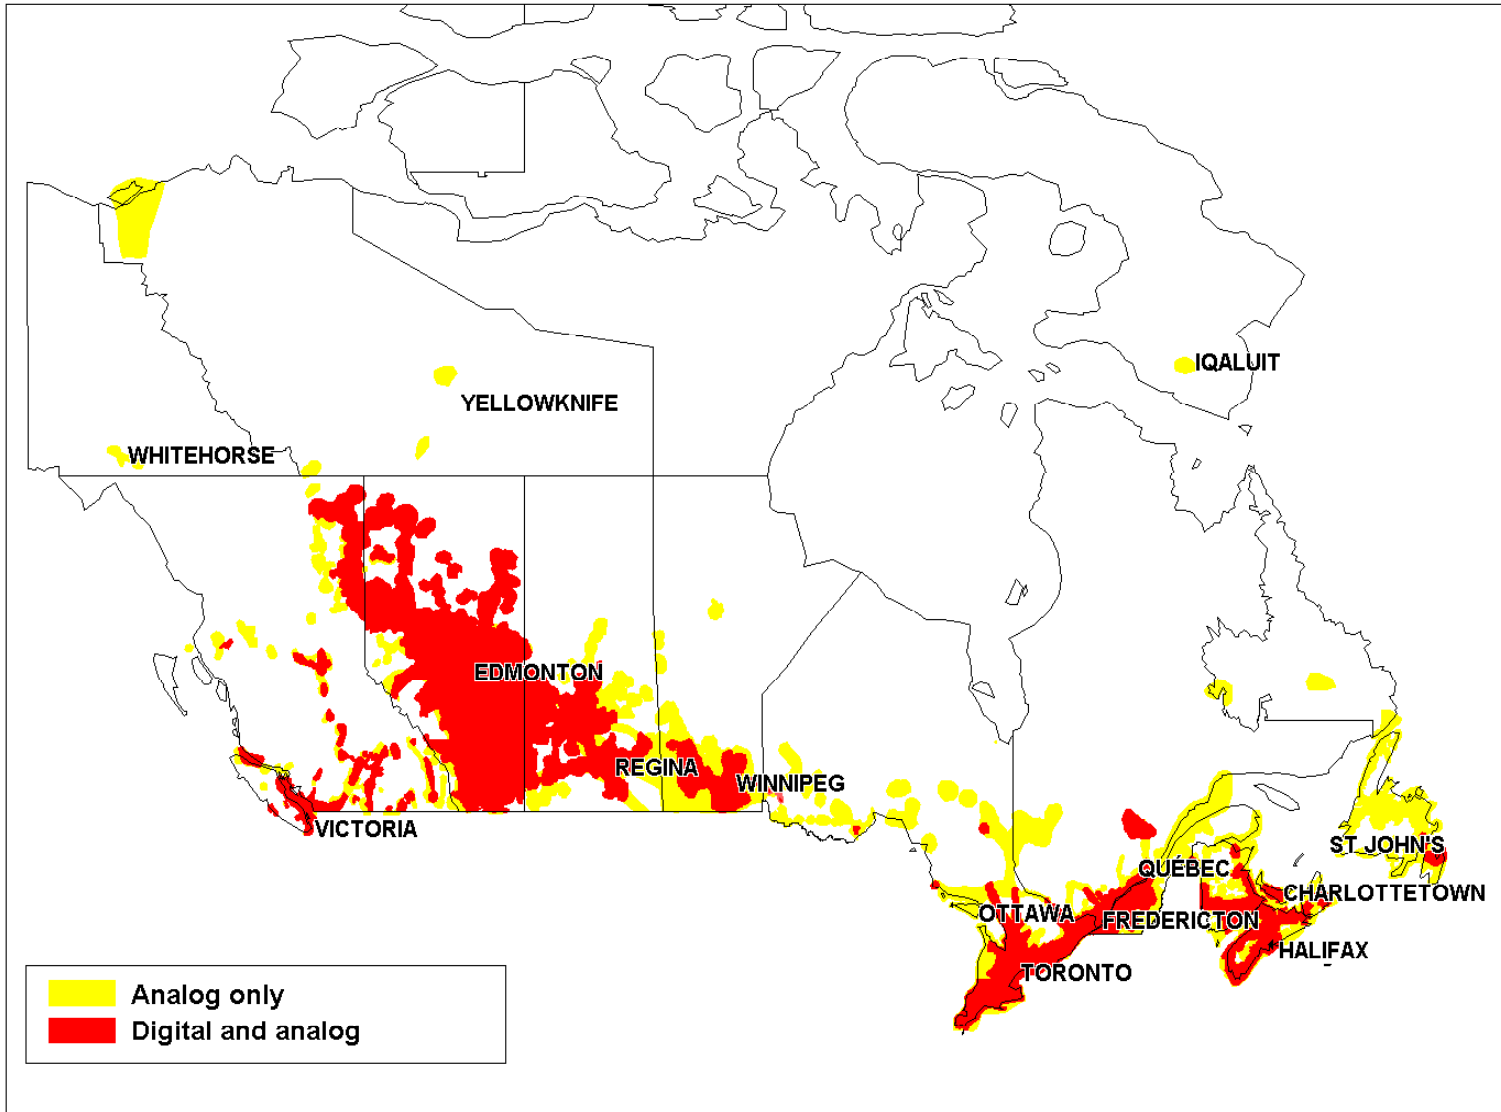 IQALUIT
YELLOWKNIFE
WHITEHORSE
EDMONTON
REGINA
WINNIPEG
VICTORIA
ST JOHN'S
QUÉBEC
CHARLOTTETOWN
OTTAWA
FREDERICTON
HALIFAX
TORONTO
Analog only
Digital and analog